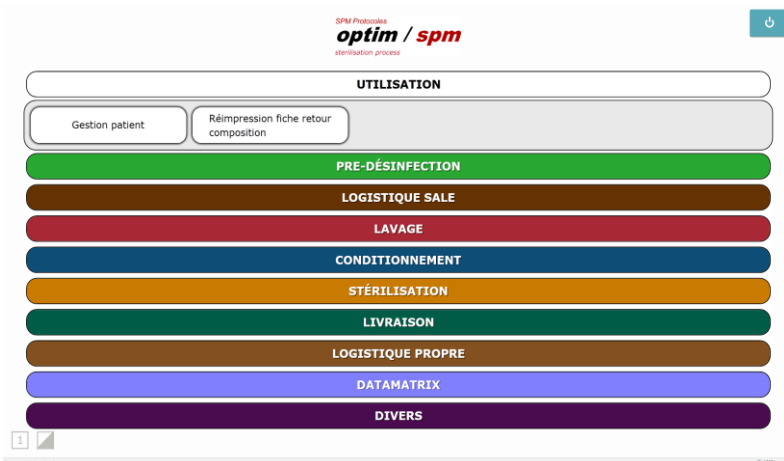 SPM Protocoles
optim / spm
sterilisation process
UTILISATION
Gestion patient
Réimpression fiche retour
composition
PRE-DÉSINFECTION
LOGISTIQUE SALE
LAVAGE
CONDITIONNEMENT
STÉRILISATION
LIVRAISON
LOGISTIQUE PROPRE
DATAMATRIX
DIVERS
1